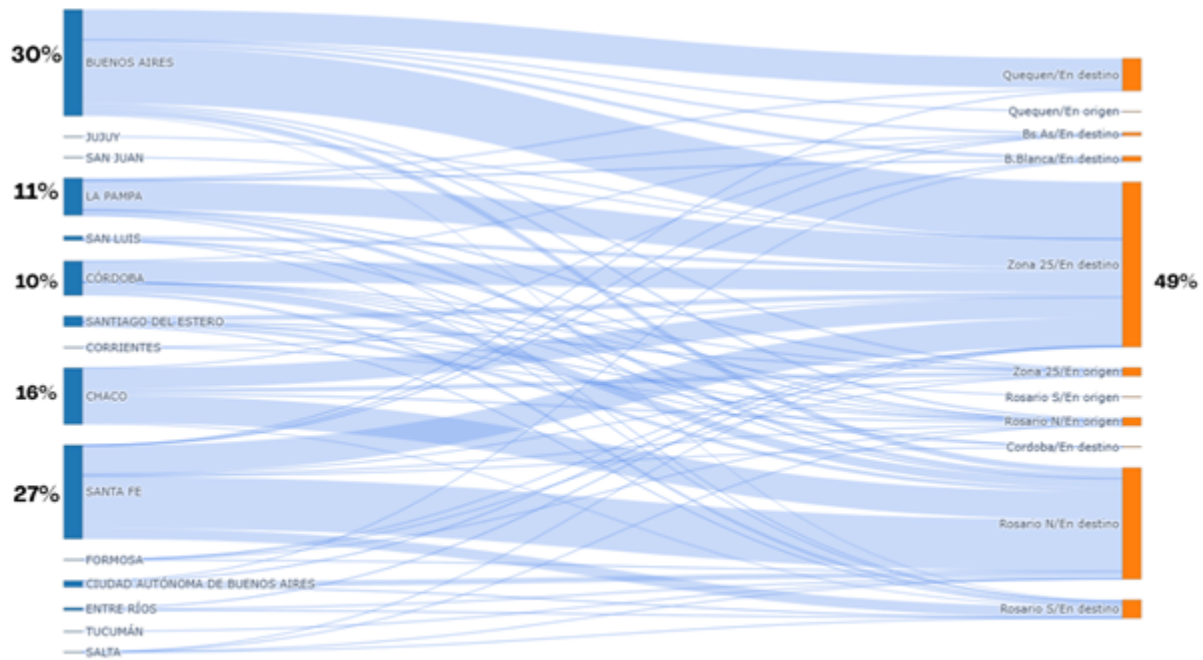 30%
BUENOS AIRES
JUJUY
SAN JUAN
11%
LA PAMPA
SAN LUIS
10%
CÓRDOBA
SANTIAGO DEL ESTERO
CORRIENTES
16%
CHACO
27%
SANTA FE
FORMOSA
CIUDAD AUTÓNOMA DE BUENOS AIRES
ENTRE RÍOS
TUCUMÁN
SALTA
Quequen/En destino
Quequen/En origen
Bs.As/En destino
B.Blanca/En destino
Zona 25/En destino
49%
Zona 25/En origen
Rosario S/En origen
Rosario N/En origen
Cordoba/En destino
Rosario N/En destino
Rosario S/En destino